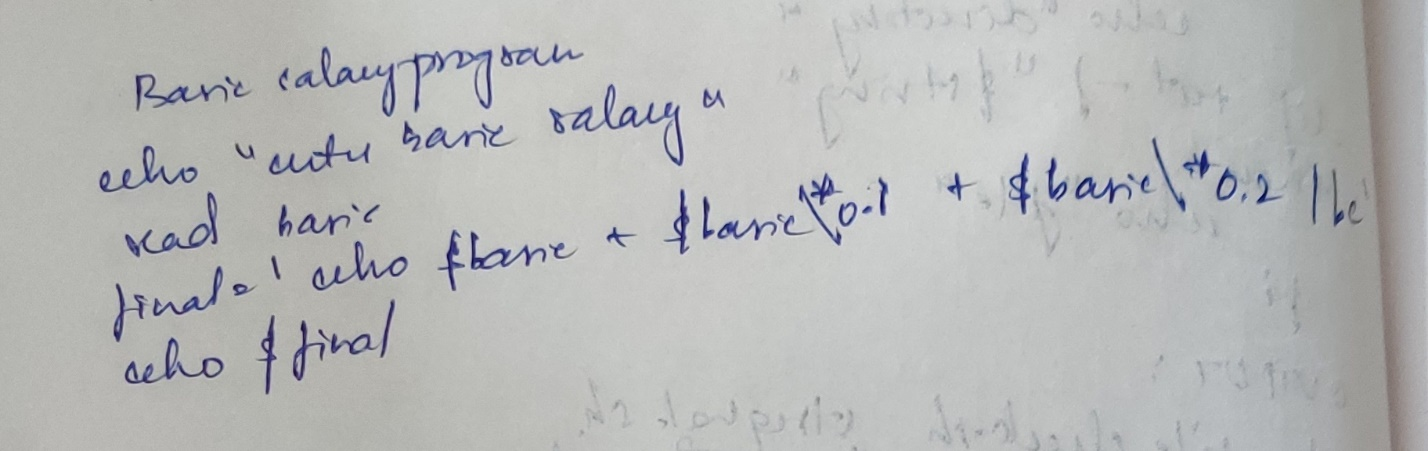 Basic salary program
echo "enter basic salary"
read basic
final=' echo $basic + $basic\*0.1 + $basic\*0.2 | bc'
echo $final